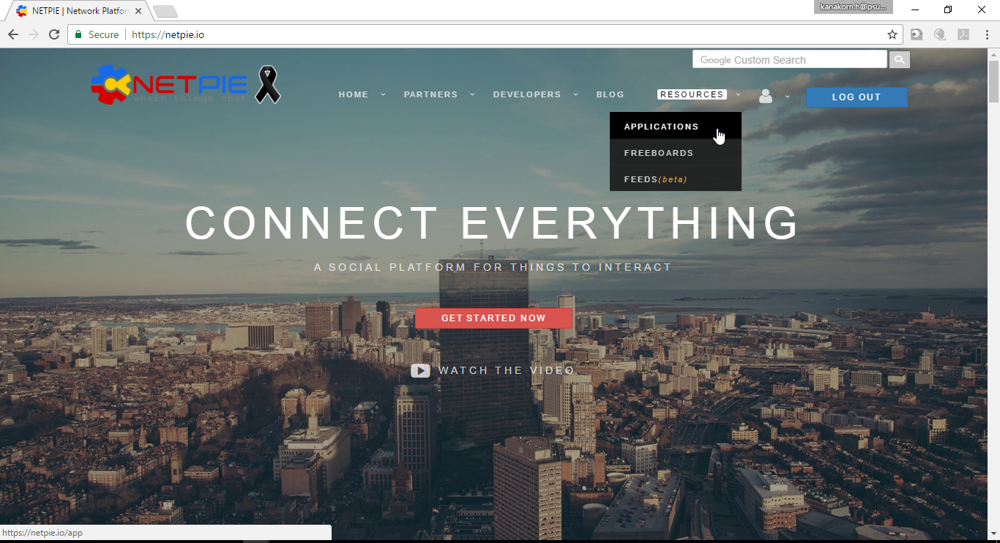 NETPIE | Network Platfor
kanakorn.h@psu...
Secure
https://netpie.io
Google Custom Search
NETPIE
where things chat
HOME
PARTNERS
DEVELOPERS
BLOG
RESOURCES
LOG OUT
APPLICATIONS
FREEBOARDS
FEEDS(beta)
CONNECT EVERYTHING
A SOCIAL PLATFORM FOR THINGS TO INTERACT
GET STARTED NOW
WATCH THE VIDEO
https://netpie.io/app